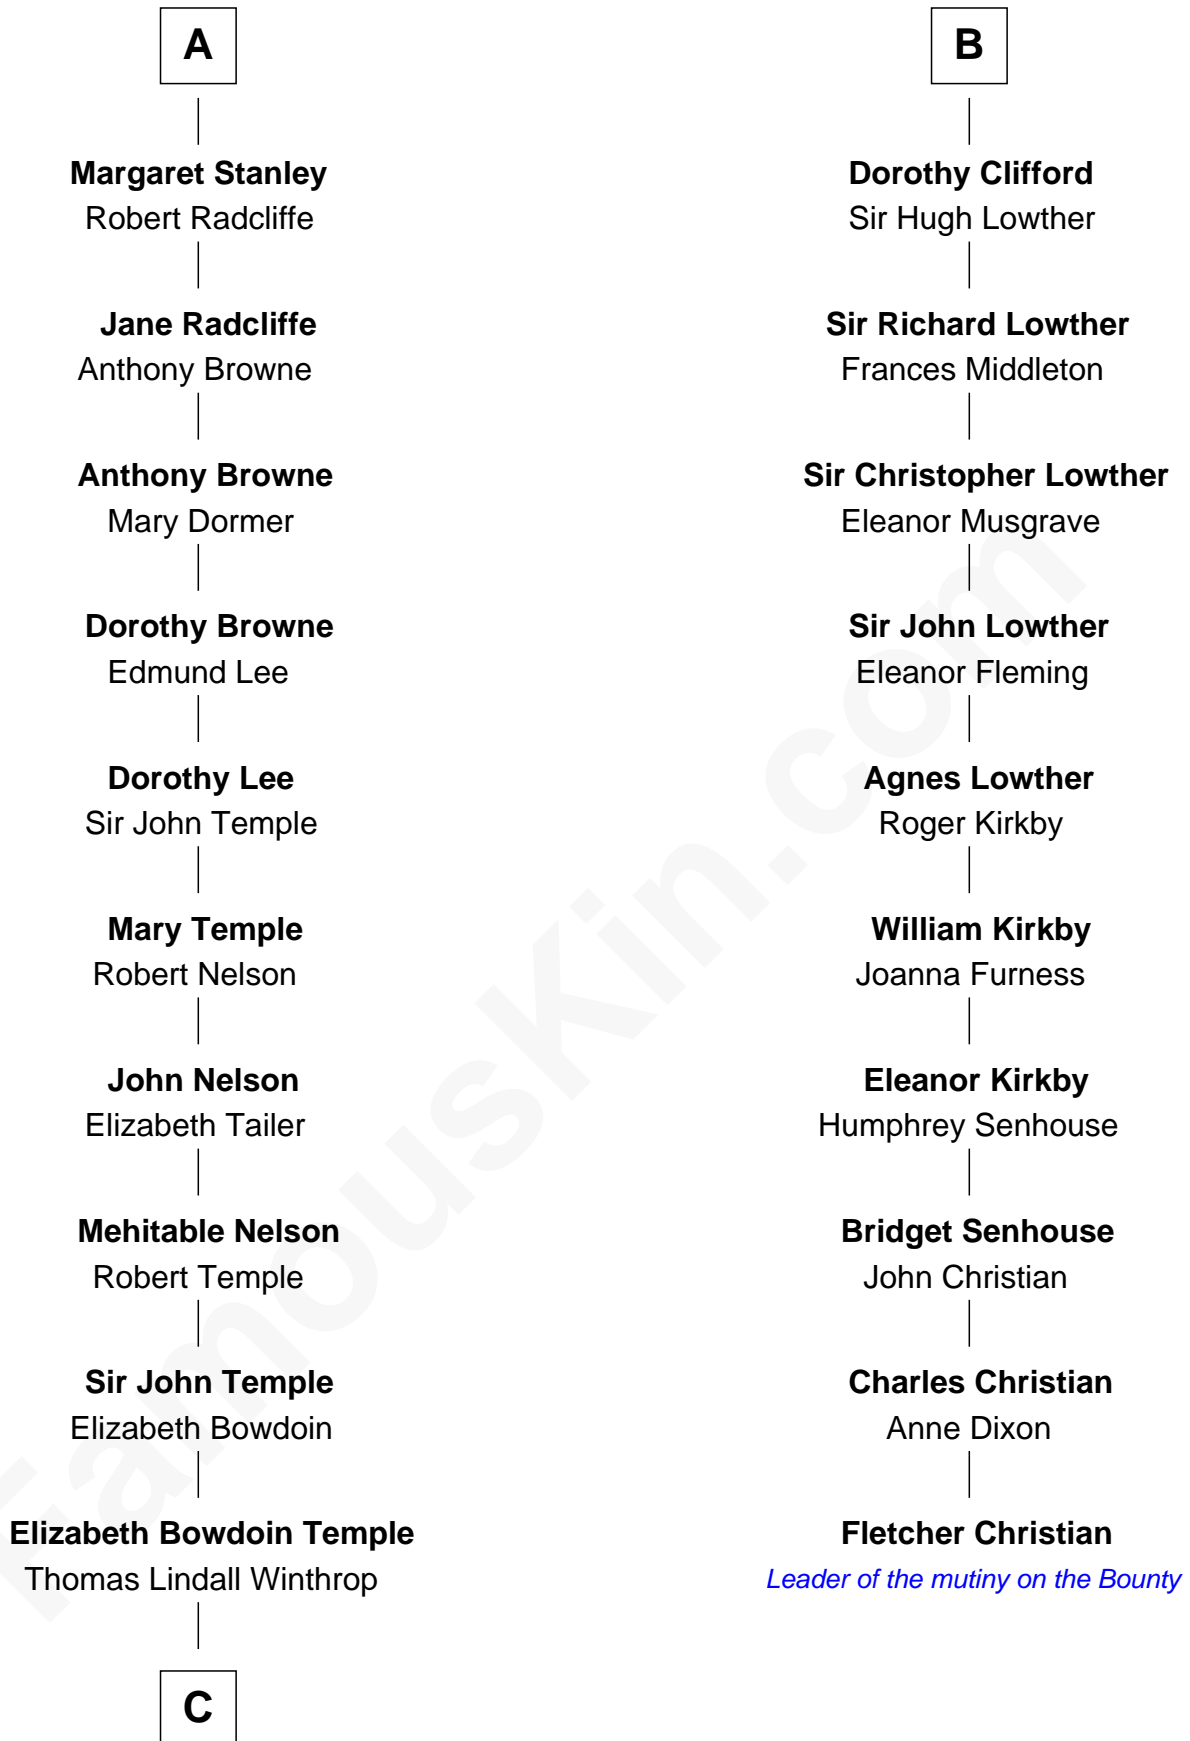 A
Margaret Stanley
Robert Radcliffe
Jane Radcliffe
Anthony Browne
Anthony Browne
Mary Dormer
Dorothy Browne
Edmund Lee
Dorothy Lee
Sir John Temple
Mary Temple
Robert Nelson
John Nelson
Elizabeth Tailer
Mehitable Nelson
Robert Temple
Sir John Temple
Elizabeth Bowdoin
Elizabeth Bowdoin Temple
Thomas Lindall Winthrop
C
B
Dorothy Clifford
Sir Hugh Lowther
Sir Richard Lowther
Frances Middleton
Sir Christopher Lowther
Eleanor Musgrave
Sir John Lowther
Eleanor Fleming
Agnes Lowther
Roger Kirkby
William Kirkby
Joanna Furness
Eleanor Kirkby
Humphrey Senhouse
Bridget Senhouse
John Christian
Charles Christian
Anne Dixon
Fletcher Christian
Leader of the mutiny on the Bounty
FamousKin.com